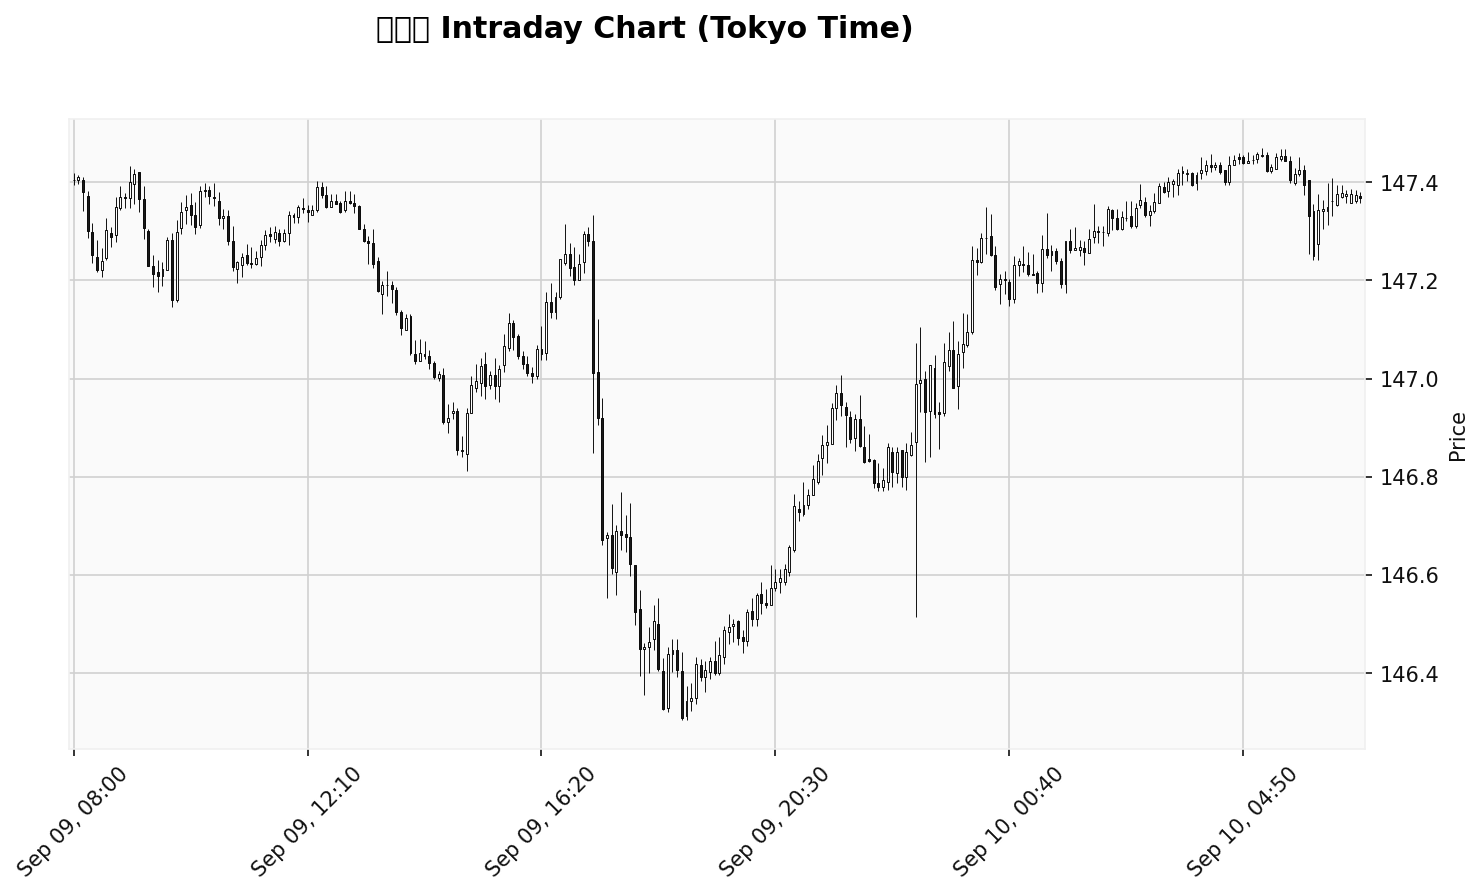 Intraday Chart (Tokyo Time)
147.4
147.2
147.0
146.8
146.6
146.4
Price
Sep 09, 08:00
Sep 09, 12:10
Sep 09, 16:20
Sep 09, 20:30
Sep 10, 00:40
Sep 10, 04:50